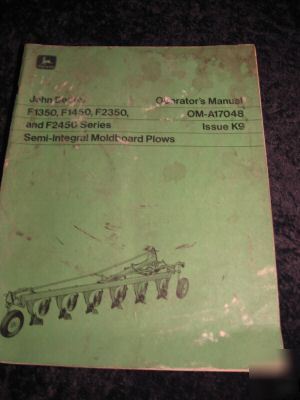 John Deere
F1350, F1450, F2350,
and F2450 Series
Semi-Integral Moldboard Plows
Operator's Manual
OM-A17048
Issue K9